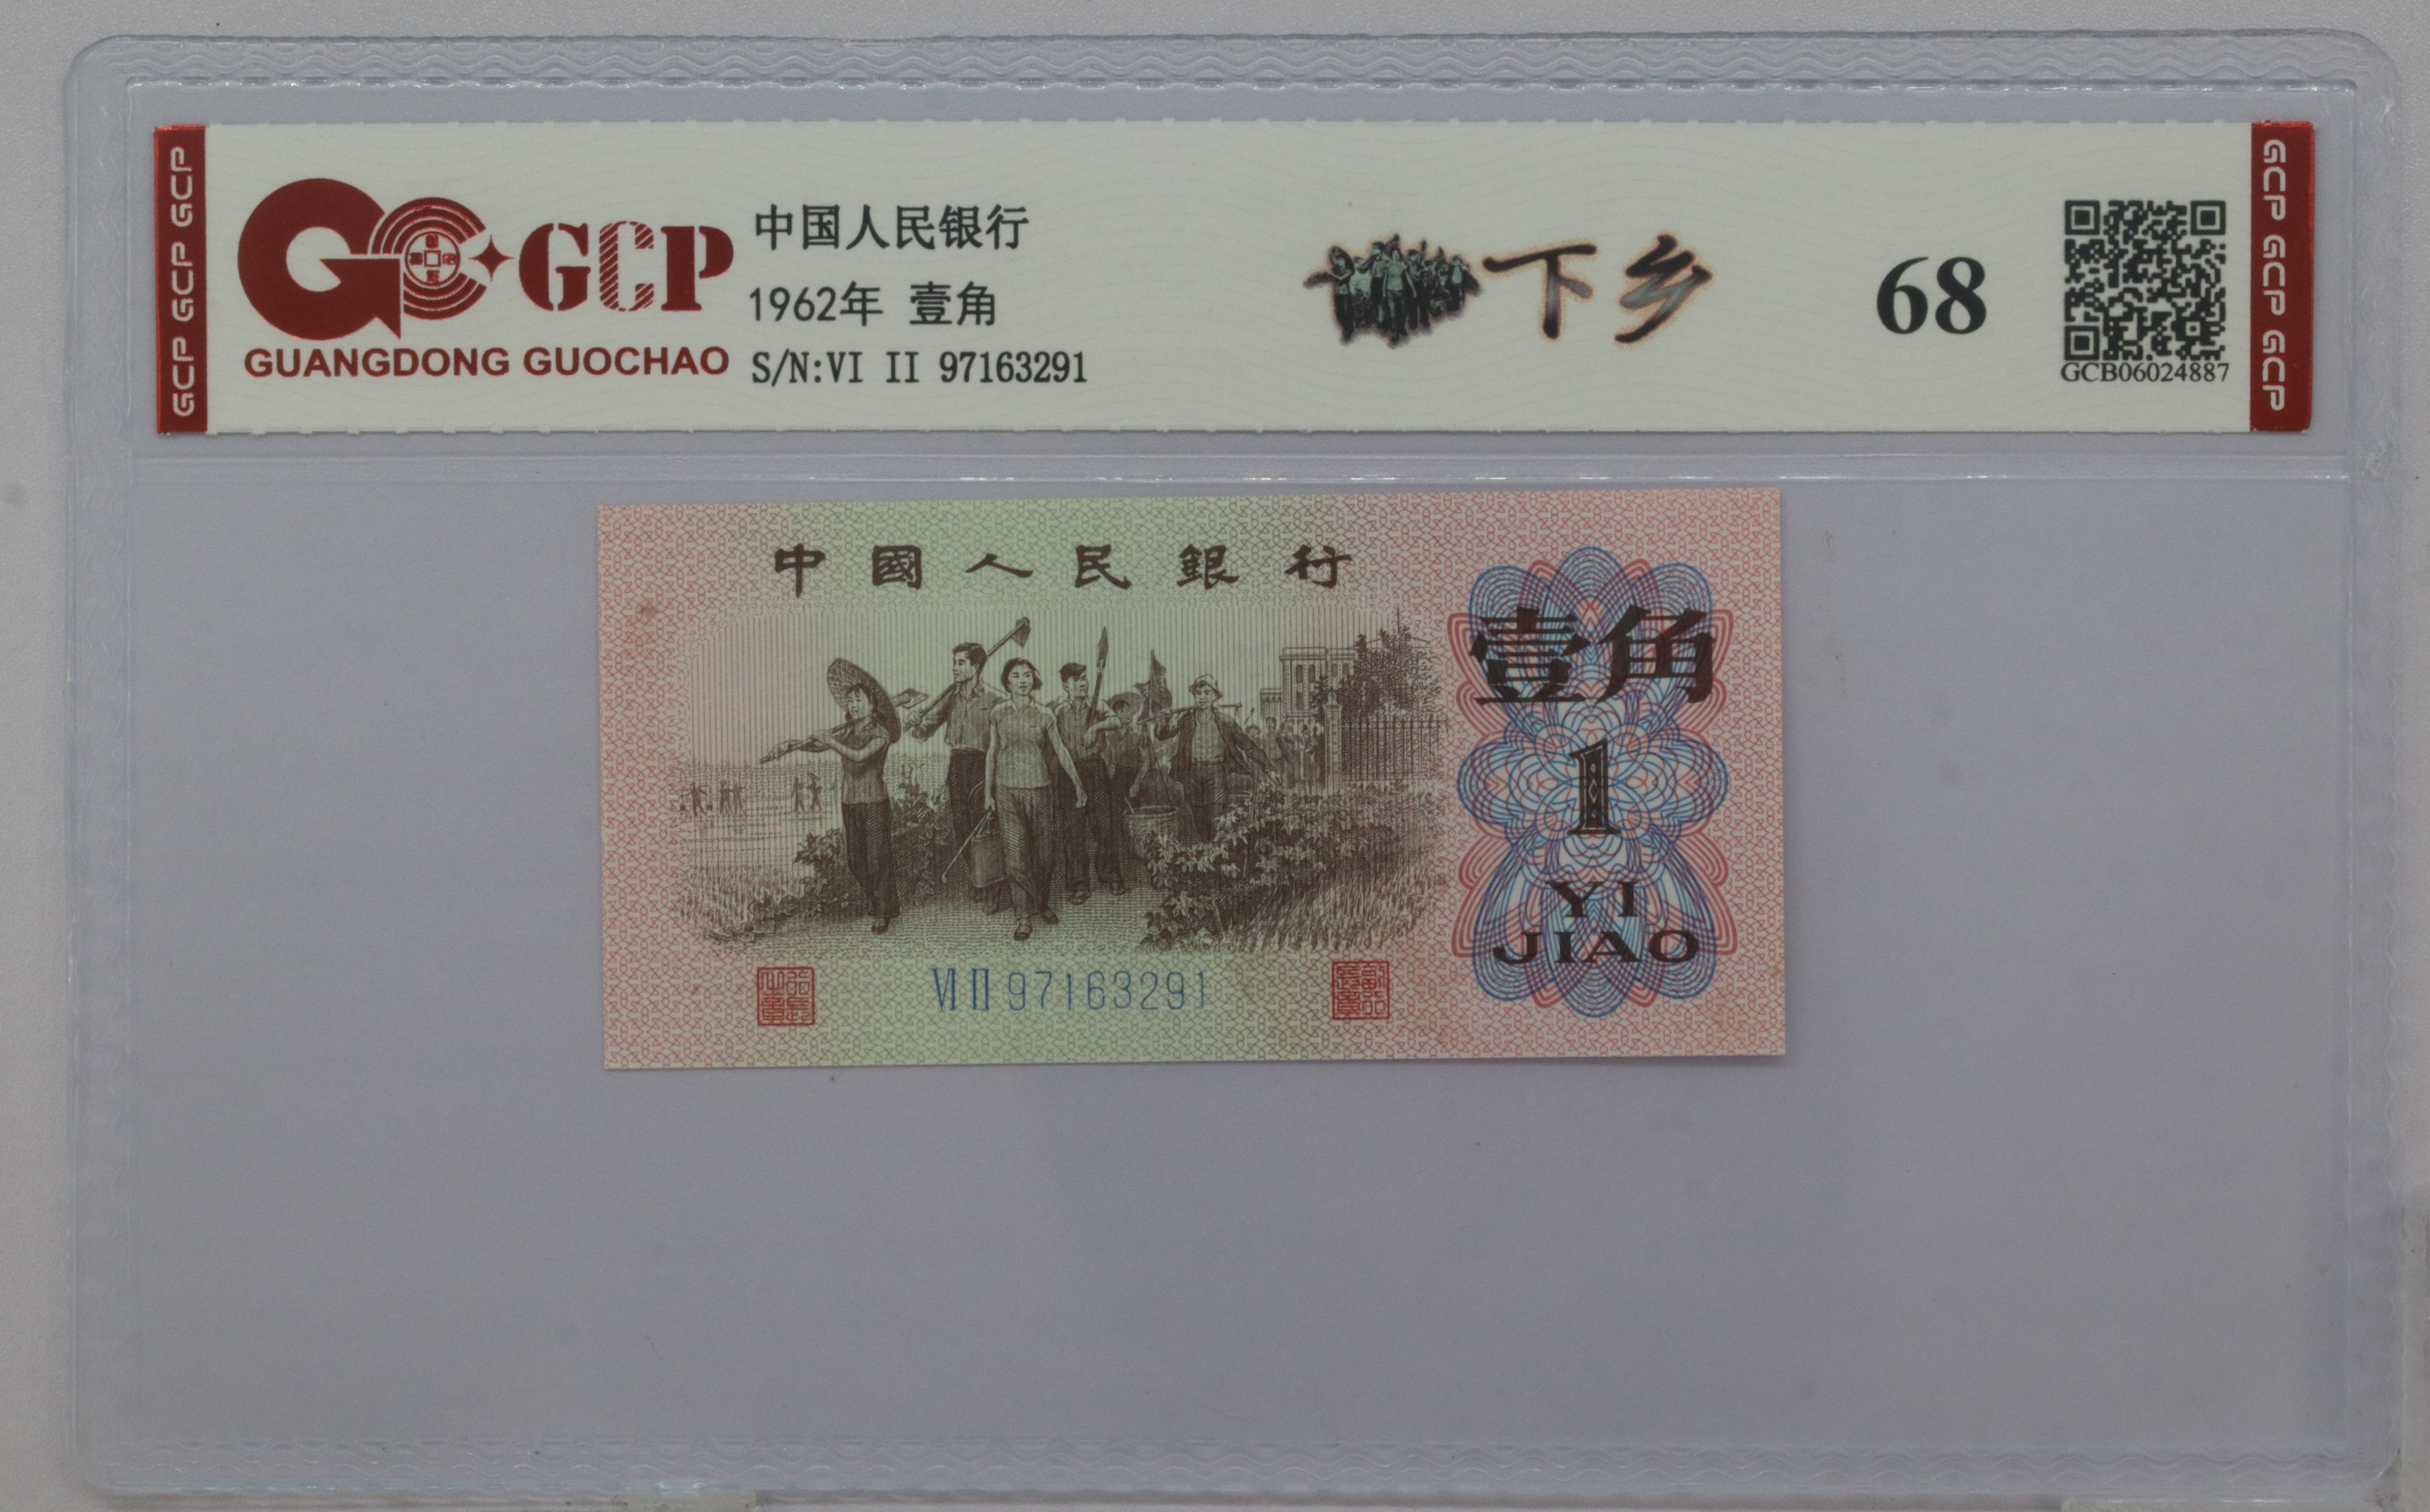 GCP GCP GCP
GCP
GUANGDONG GUOCHAO
中国人民银行
1962年 壹角
S/N:VI II 97163291
下乡
68
GCB06024887
GCP GCP GCP
中國人民銀行
壹角
1
YI
JIAO
VI II 97163291